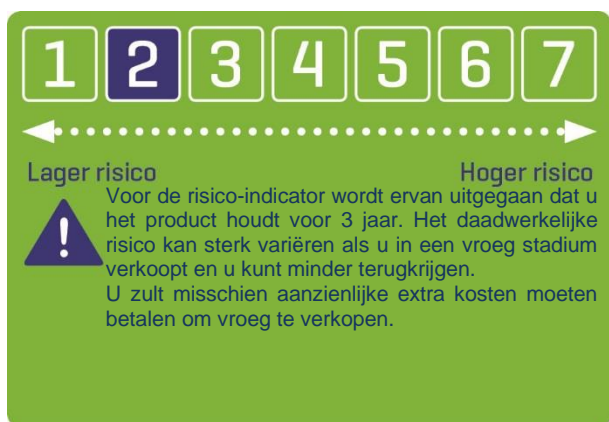 1 2 3 4 5 6 7
Lager risico Hoger risico
Voor de risico-indicator wordt ervan uitgegaan dat u
het product houdt voor 3 jaar. Het daadwerkelijke
risico kan sterk variëren als u in een vroeg stadium
verkoopt en u kunt minder terugkrijgen.
U zult misschien aanzienlijke extra kosten moeten
betalen om vroeg te verkopen.